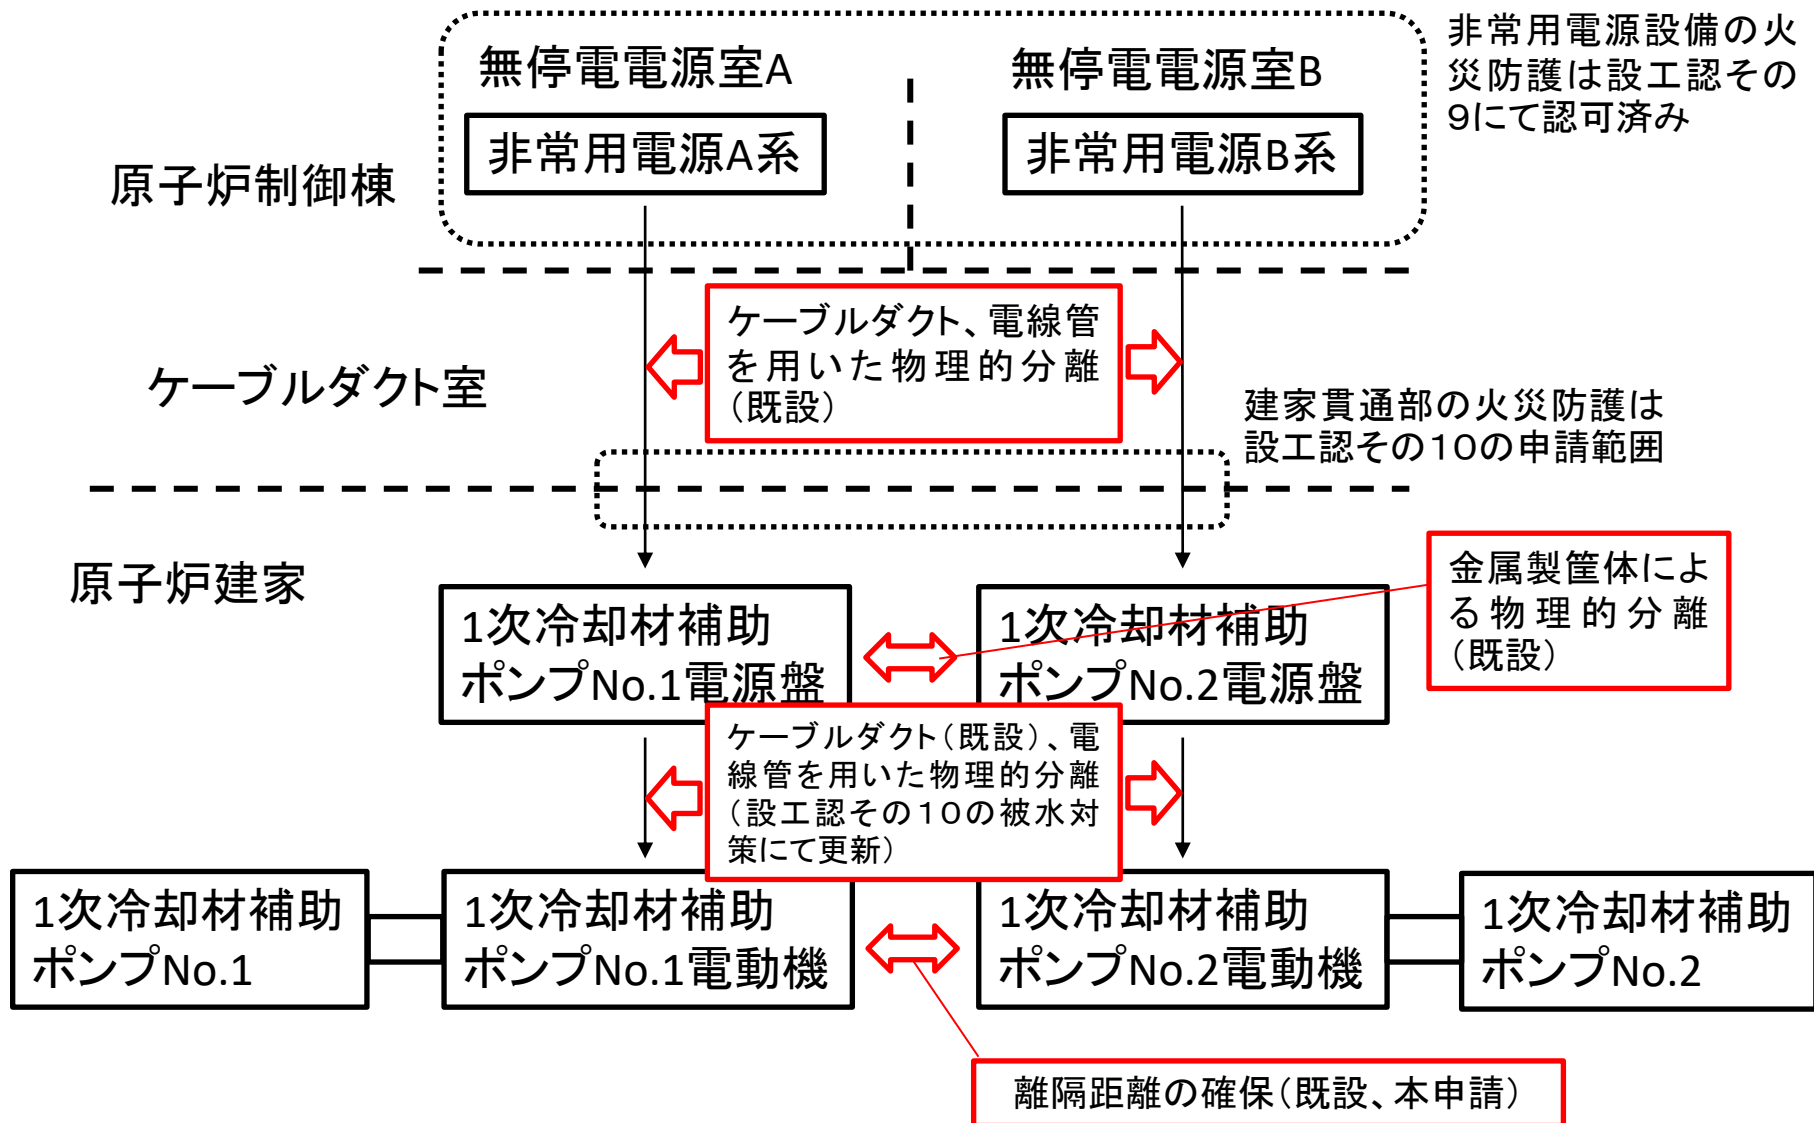 無停電電源室A
無停電電源室B
非常用電源設備の火
災防護は設工認その
9にて認可済み
非常用電源A系
非常用電源B系
原子炉制御棟
ケーブルダクト、電線管
を用いた物理的分離
(既設)
ケーブルダクト室
建家貫通部の火災防護は
設工認その10の申請範囲
原子炉建家
金属製筐体によ
る物理的分離
(既設)
1次冷却材補助
ポンプNo.1電源盤
1次冷却材補助
ポンプNo.2電源盤
ケーブルダクト(既設)、電
線管を用いた物理的分離
(設工認その10の被水対
策にて更新)
1次冷却材補助
ポンプNo.1
1次冷却材補助
ポンプNo.1電動機
1次冷却材補助
ポンプNo.2電動機
1次冷却材補助
ポンプNo.2
離隔距離の確保(既設、本申請)